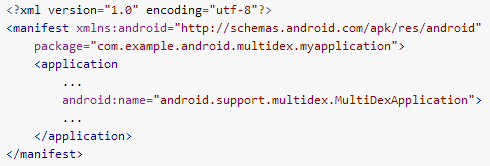 <?xml version="1.0" encoding="utf-8"?>
<manifest xmlns:android="http://schemas.android.com/apk/res/android"
    package="com.example.android.multidex.myapplication">
    <application
        ...
        android:name="android.support.multidex.MultiDexApplication">
        ...
    </application>
</manifest>